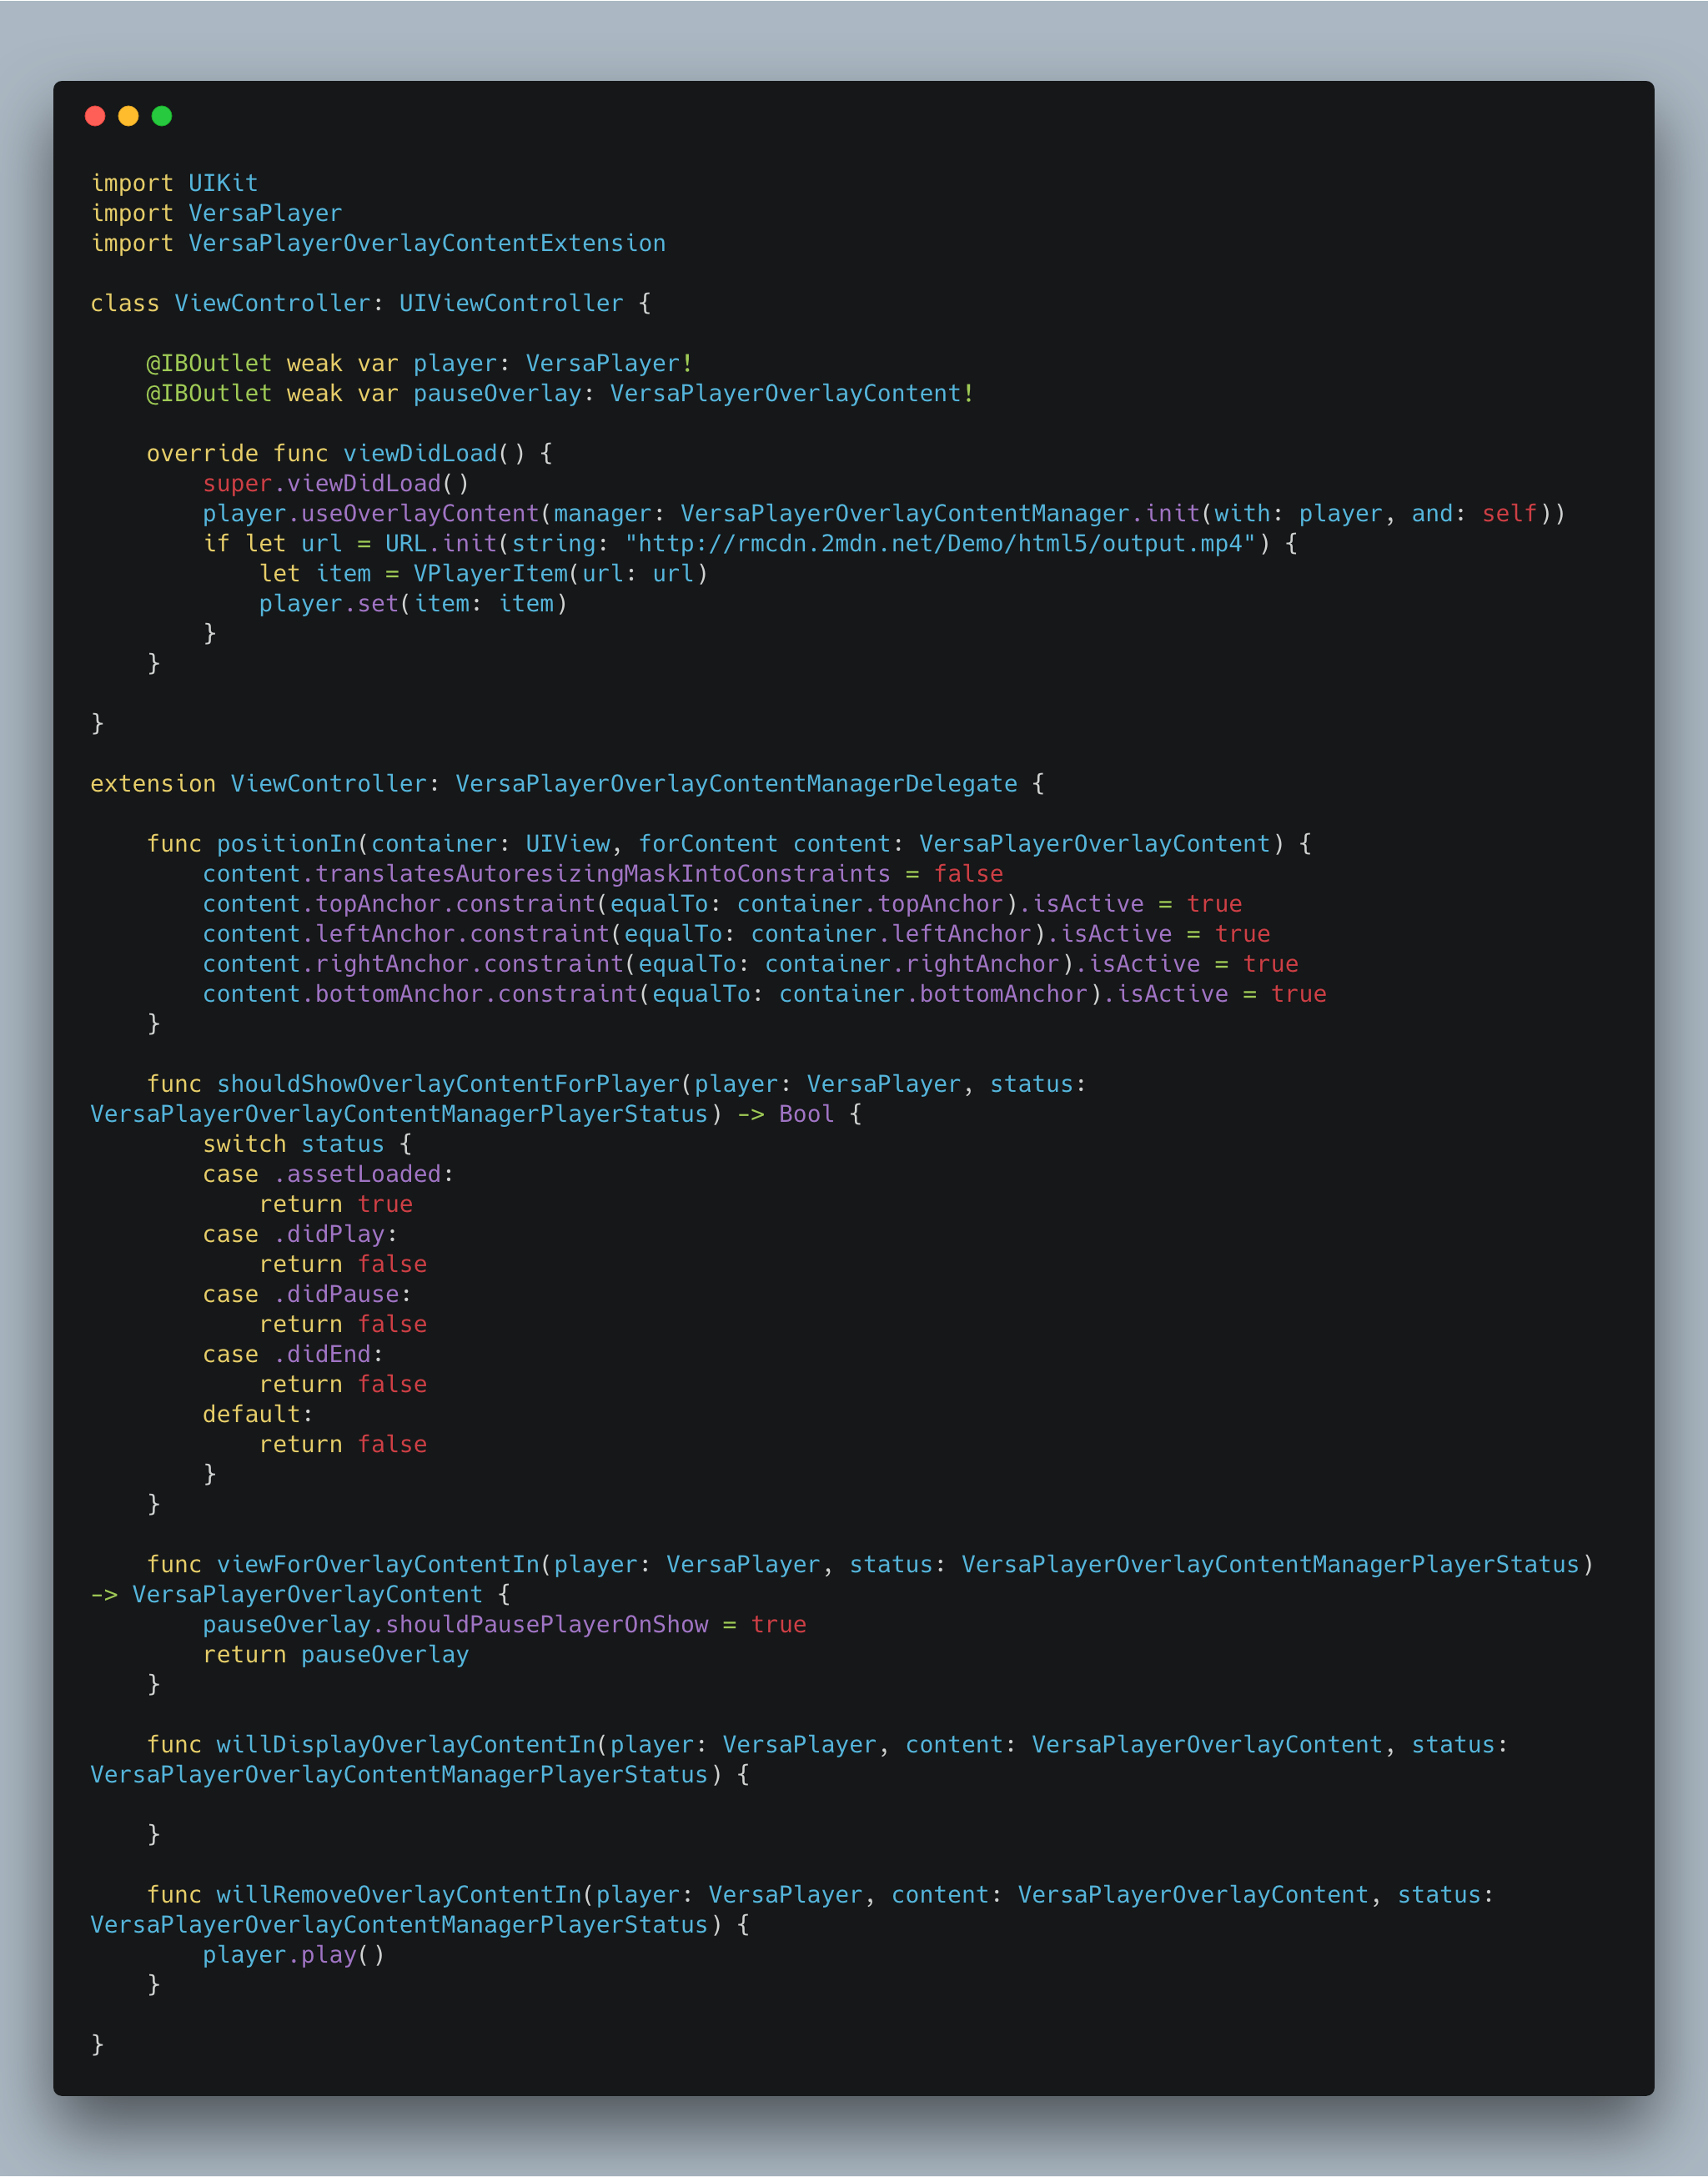 import UIKit
import VersaPlayer
import VersaPlayerOverlayContentExtension

class ViewController: UIViewController {

    @IBOutlet weak var player: VersaPlayer!
    @IBOutlet weak var pauseOverlay: VersaPlayerOverlayContent!

    override func viewDidLoad() {
        super.viewDidLoad()
        player.useOverlayContent(manager: VersaPlayerOverlayContentManager.init(with: player, and: self))
        if let url = URL.init(string: "http://rmcdn.2mdn.net/Demo/html5/output.mp4") {
            let item = VPlayerItem(url: url)
            player.set(item: item)
        }
    }

}

extension ViewController: VersaPlayerOverlayContentManagerDelegate {

    func positionIn(container: UIView, forContent content: VersaPlayerOverlayContent) {
        content.translatesAutoresizingMaskIntoConstraints = false
        content.topAnchor.constraint(equalTo: container.topAnchor).isActive = true
        content.leftAnchor.constraint(equalTo: container.leftAnchor).isActive = true
        content.rightAnchor.constraint(equalTo: container.rightAnchor).isActive = true
        content.bottomAnchor.constraint(equalTo: container.bottomAnchor).isActive = true
    }

    func shouldShowOverlayContentForPlayer(player: VersaPlayer, status:
VersaPlayerOverlayContentManagerPlayerStatus) -> Bool {
        switch status {
        case .assetLoaded:
            return true
        case .didPlay:
            return false
        case .didPause:
            return false
        case .didEnd:
            return false
        default:
            return false
        }
    }

    func viewForOverlayContentIn(player: VersaPlayer, status: VersaPlayerOverlayContentManagerPlayerStatus)
-> VersaPlayerOverlayContent {
        pauseOverlay.shouldPausePlayerOnShow = true
        return pauseOverlay
    }

    func willDisplayOverlayContentIn(player: VersaPlayer, content: VersaPlayerOverlayContent, status:
VersaPlayerOverlayContentManagerPlayerStatus) {

    }

    func willRemoveOverlayContentIn(player: VersaPlayer, content: VersaPlayerOverlayContent, status:
VersaPlayerOverlayContentManagerPlayerStatus) {
        player.play()
    }

}